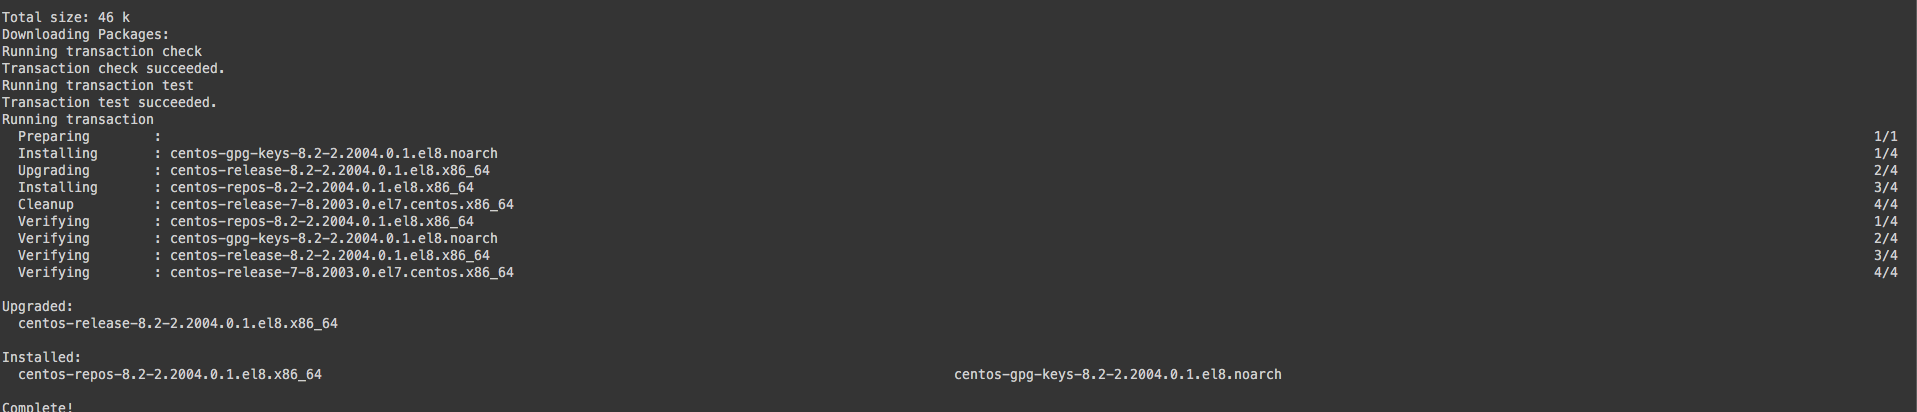 Total size: 46 k
Downloading Packages:
Running transaction check
Transaction check succeeded.
Running transaction test
Transaction test succeeded.
Running transaction
  Preparing        :                                                        1/1
  Installing       : centos-gpg-keys-8.2-2.2004.0.1.el8.noarch              1/4
  Upgrading        : centos-release-8.2-2.2004.0.1.el8.x86_64               2/4
  Installing       : centos-repos-8.2-2.2004.0.1.el8.x86_64                 3/4
  Cleanup          : centos-release-7-8.2003.0.el7.centos.x86_64            4/4
  Verifying        : centos-repos-8.2-2.2004.0.1.el8.x86_64                 1/4
  Verifying        : centos-gpg-keys-8.2-2.2004.0.1.el8.noarch              2/4
  Verifying        : centos-release-8.2-2.2004.0.1.el8.x86_64               3/4
  Verifying        : centos-release-7-8.2003.0.el7.centos.x86_64            4/4
Upgraded:
  centos-release-8.2-2.2004.0.1.el8.x86_64
Installed:
  centos-repos-8.2-2.2004.0.1.el8.x86_64          centos-gpg-keys-8.2-2.2004.0.1.el8.noarch
Complete!